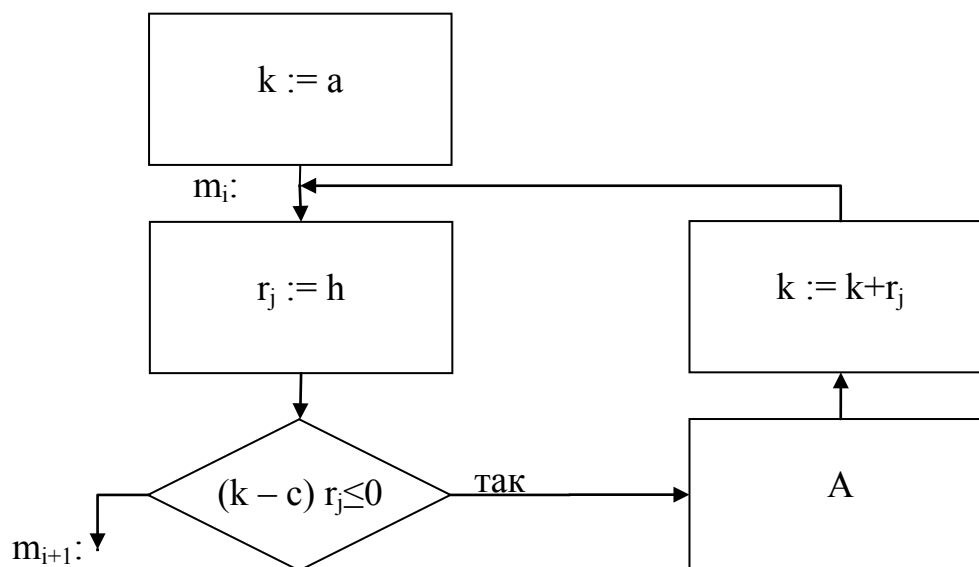 k := a
mᵢ:
rⱼ := h
k := k+rⱼ
(k – c) rⱼ≤0
так
A
mᵢ₊₁: